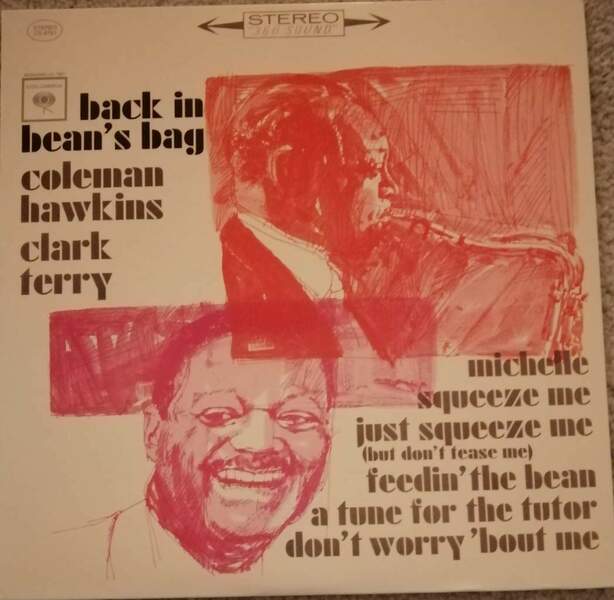 STEREO
"360 SOUND"
STEREO
back in
bean's bag
coleman
hawkins
clark
terry
michelle
squeeze me
just squeeze me
(but don't tease me)
feedin' the bean
a tune for the tutor
don't worry 'bout me